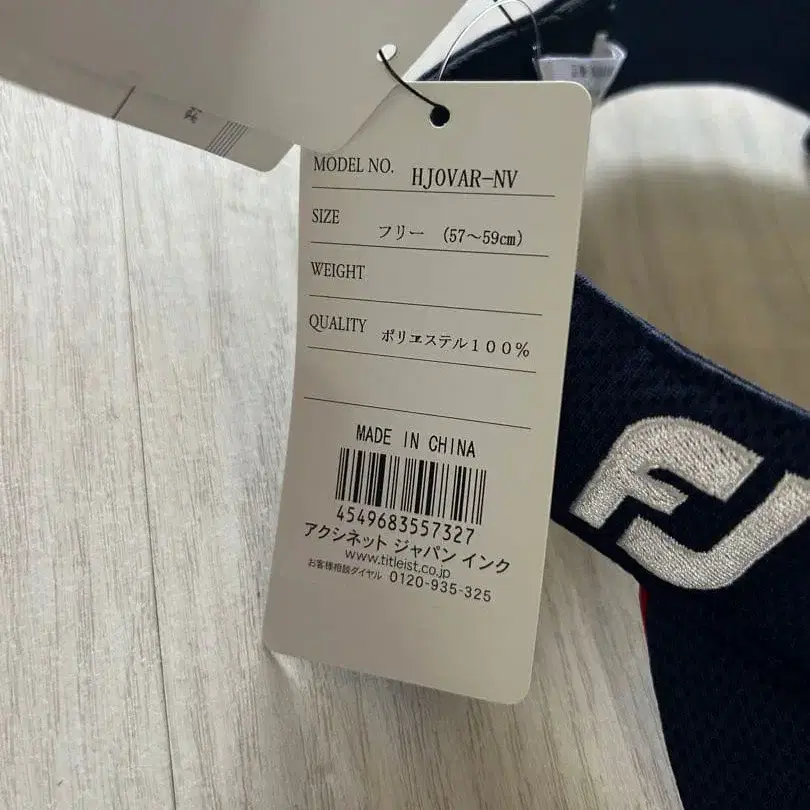 MODEL NO. HJOVAR-NV
SIZE フリー (57〜59cm)
WEIGHT
QUALITY ポリエステル100%
MADE IN CHINA
4549683557327
アクシネット ジャパン インク
www.titleist.co.jp
お客様相談ダイヤル 0120-935-325
FJ